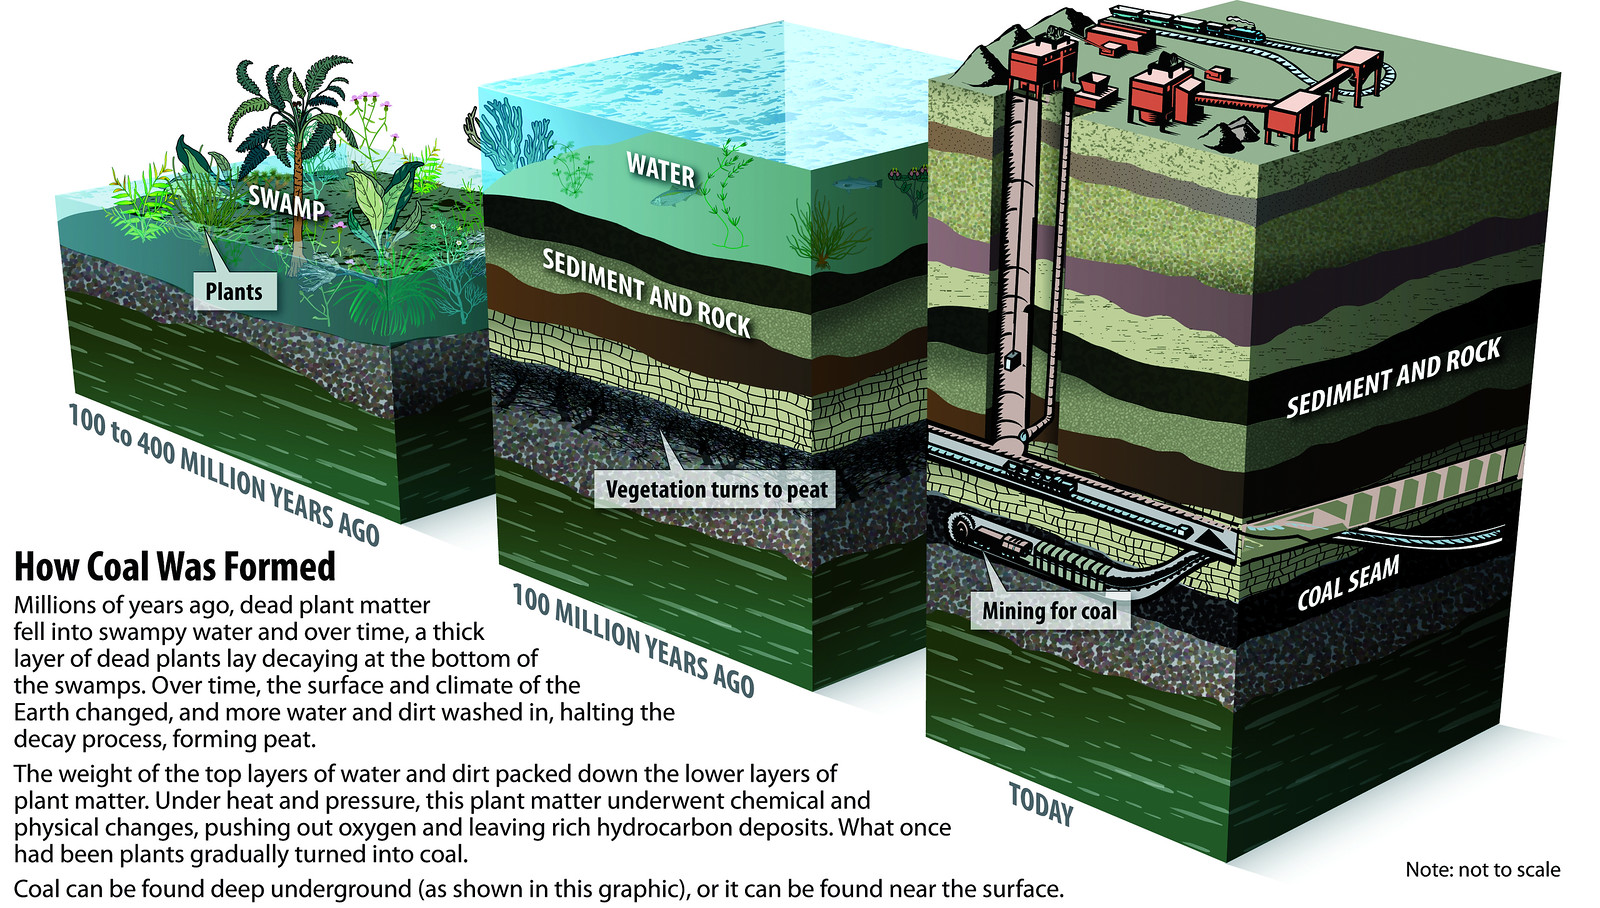 SWAMP
Plants
100 to 400 MILLION YEARS AGO
WATER
SEDIMENT AND ROCK
Vegetation turns to peat
100 MILLION YEARS AGO
SEDIMENT AND ROCK
COAL SEAM
Mining for coal
TODAY
How Coal Was Formed
Millions of years ago, dead plant matter
fell into swampy water and over time, a thick
layer of dead plants lay decaying at the bottom of
the swamps. Over time, the surface and climate of the
Earth changed, and more water and dirt washed in, halting the
decay process, forming peat.
The weight of the top layers of water and dirt packed down the lower layers of
plant matter. Under heat and pressure, this plant matter underwent chemical and
physical changes, pushing out oxygen and leaving rich hydrocarbon deposits. What once
had been plants gradually turned into coal.
Coal can be found deep underground (as shown in this graphic), or it can be found near the surface.
Note: not to scale